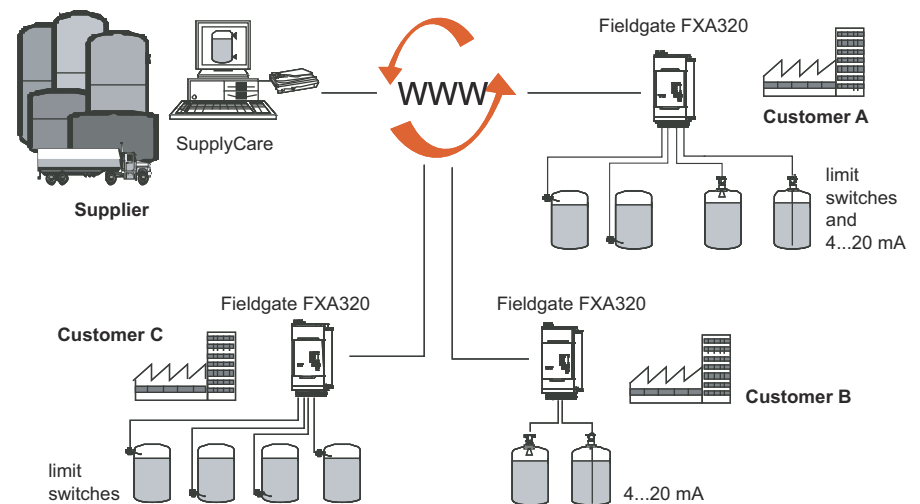 Fieldgate FXA320
WWW
Customer A
SupplyCare
Supplier
limit
switches
and
4...20 mA
Fieldgate FXA320
Fieldgate FXA320
Customer C
Customer B
limit
switches
4...20 mA